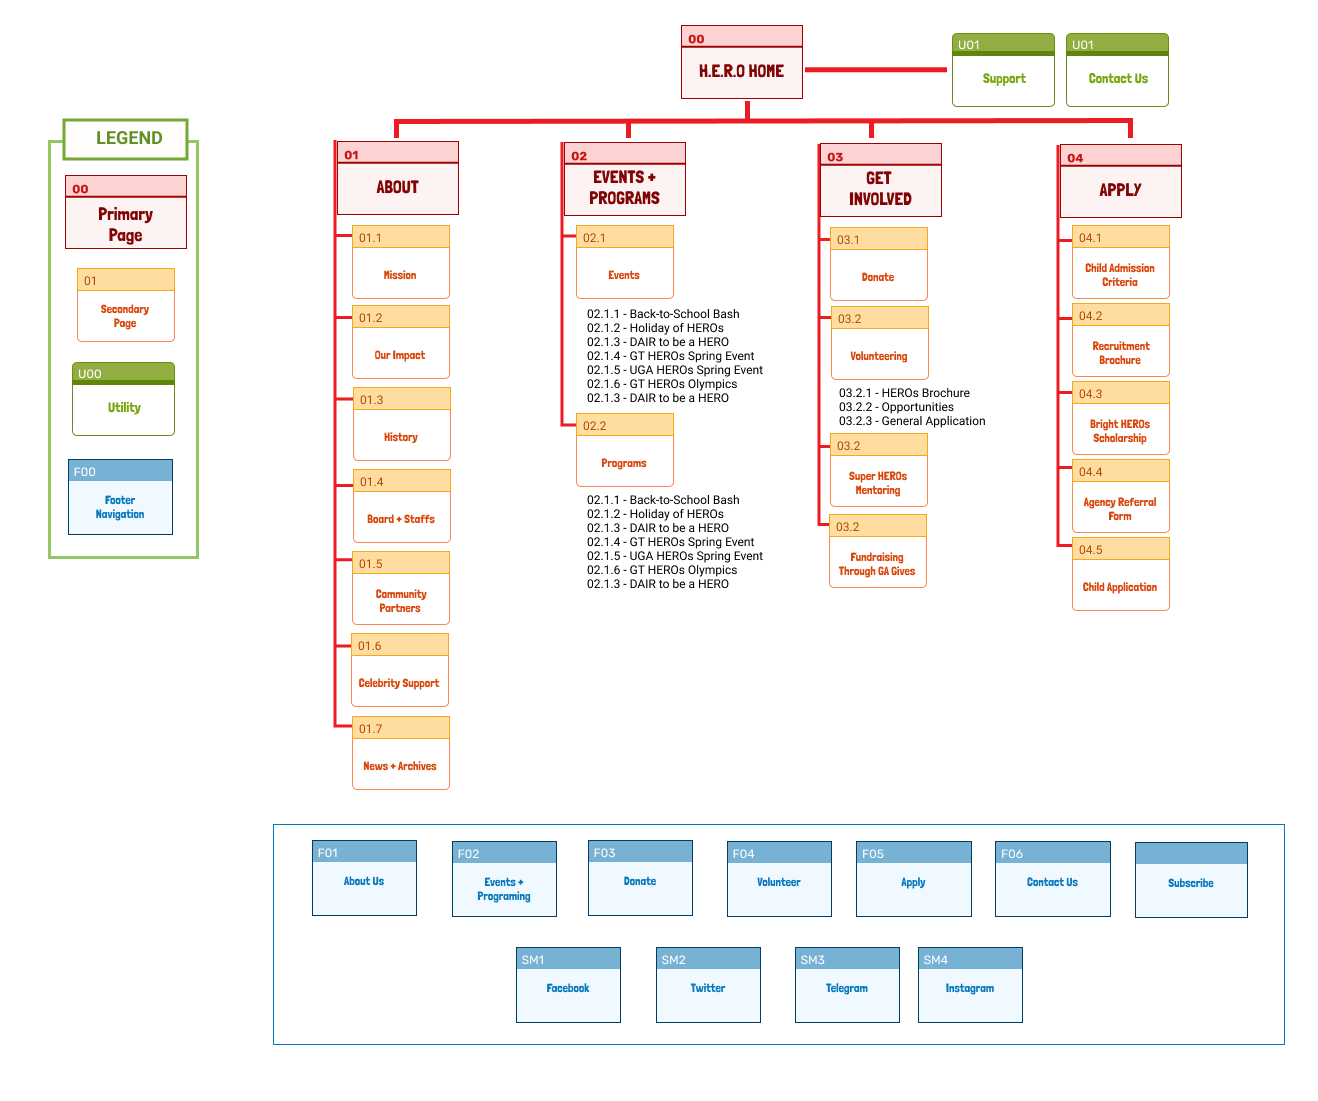 00
H.E.R.O HOME
U01
Support
U01
Contact Us
LEGEND
00
Primary
Page
01
Secondary
Page
U00
Utility
F00
Footer
Navigation
01
ABOUT
01.1
Mission
01.2
Our Impact
01.3
History
01.4
Board + Staffs
01.5
Community
Partners
01.6
Celebrity Support
01.7
News + Archives
02
EVENTS +
PROGRAMS
02.1
Events
02.1.1 - Back-to-School Bash
02.1.2 - Holiday of HEROs
02.1.3 - DAIR to be a HERO
02.1.4 - GT HEROs Spring Event
02.1.5 - UGA HEROs Spring Event
02.1.6 - GT HEROs Olympics
02.1.3 - DAIR to be a HERO
02.2
Programs
02.1.1 - Back-to-School Bash
02.1.2 - Holiday of HEROs
02.1.3 - DAIR to be a HERO
02.1.4 - GT HEROs Spring Event
02.1.5 - UGA HEROs Spring Event
02.1.6 - GT HEROs Olympics
02.1.3 - DAIR to be a HERO
03
GET
INVOLVED
03.1
Donate
03.2
Volunteering
03.2.1 - HEROs Brochure
03.2.2 - Opportunities
03.2.3 - General Application
03.2
Super HEROs
Mentoring
03.2
Fundraising
Through GA Gives
04
APPLY
04.1
Child Admission
Criteria
04.2
Recruitment
Brochure
04.3
Bright HEROs
Scholarship
04.4
Agency Referral
Form
04.5
Child Application
F01
About Us
F02
Events +
Programing
F03
Donate
F04
Volunteer
F05
Apply
F06
Contact Us
Subscribe
SM1
Facebook
SM2
Twitter
SM3
Telegram
SM4
Instagram